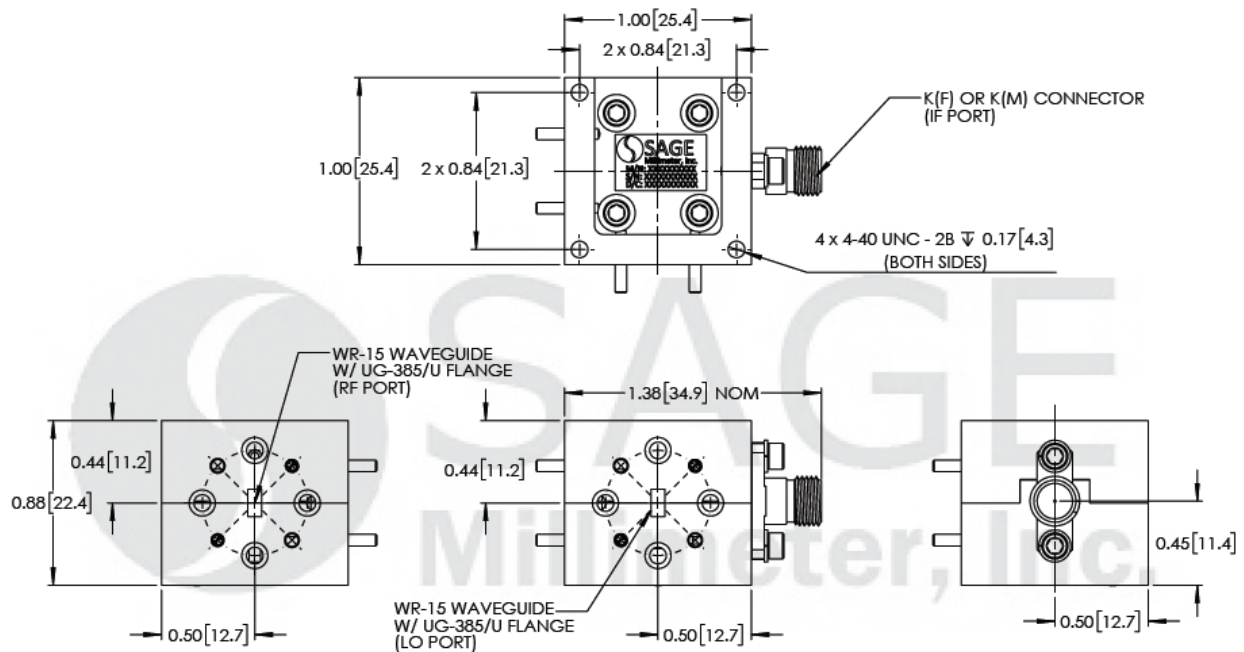 1.00[25.4]
2 x 0.84[21.3]
K(F) OR K(M) CONNECTOR
(IF PORT)
1.00[25.4]
2 x 0.84[21.3]
SAGE
Millimeter, Inc.
4 x 4-40 UNC - 2B ↧ 0.17[4.3]
(BOTH SIDES)
SAGE
Millimeter, Inc.
WR-15 WAVEGUIDE
W/ UG-385/U FLANGE
(RF PORT)
1.38[34.9] NOM
0.44[11.2]
0.88[22.4]
0.44[11.2]
0.45[11.4]
0.50[12.7]
WR-15 WAVEGUIDE
W/ UG-385/U FLANGE
(LO PORT)
0.50[12.7]
0.50[12.7]